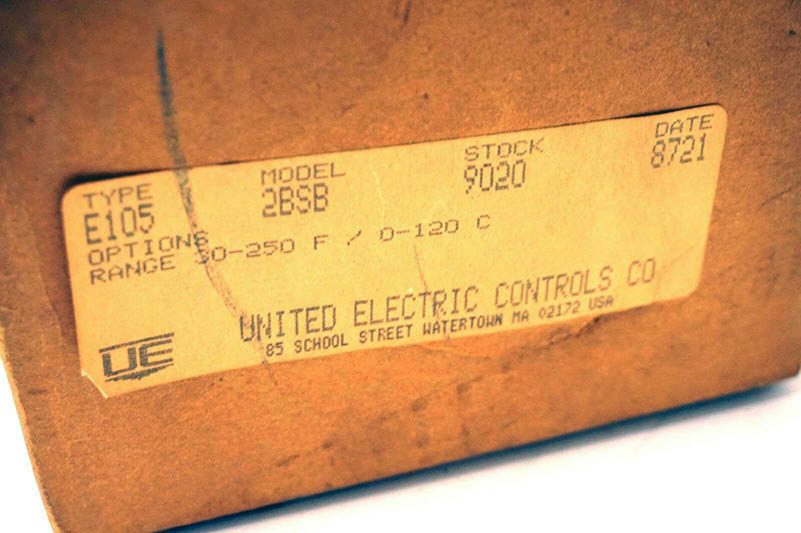 TYPE MODEL STOCK DATE
E105 2BSB 9020 8721
OPTIONS
RANGE 30-250 F / 0-120 C
UNITED ELECTRIC CONTROLS CO
85 SCHOOL STREET WATERTOWN MA 02172 USA
UE